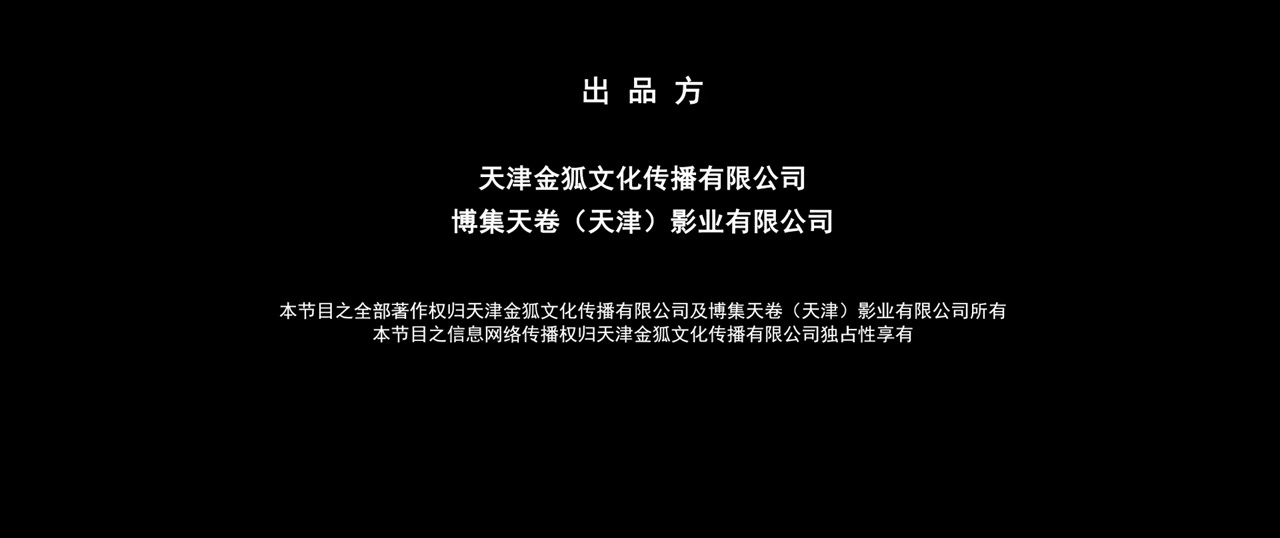 出品方
天津金狐文化传播有限公司
博集天卷（天津）影业有限公司
本节目之全部著作权归天津金狐文化传播有限公司及博集天卷（天津）影业有限公司所有
本节目之信息网络传播权归天津金狐文化传播有限公司独占性享有